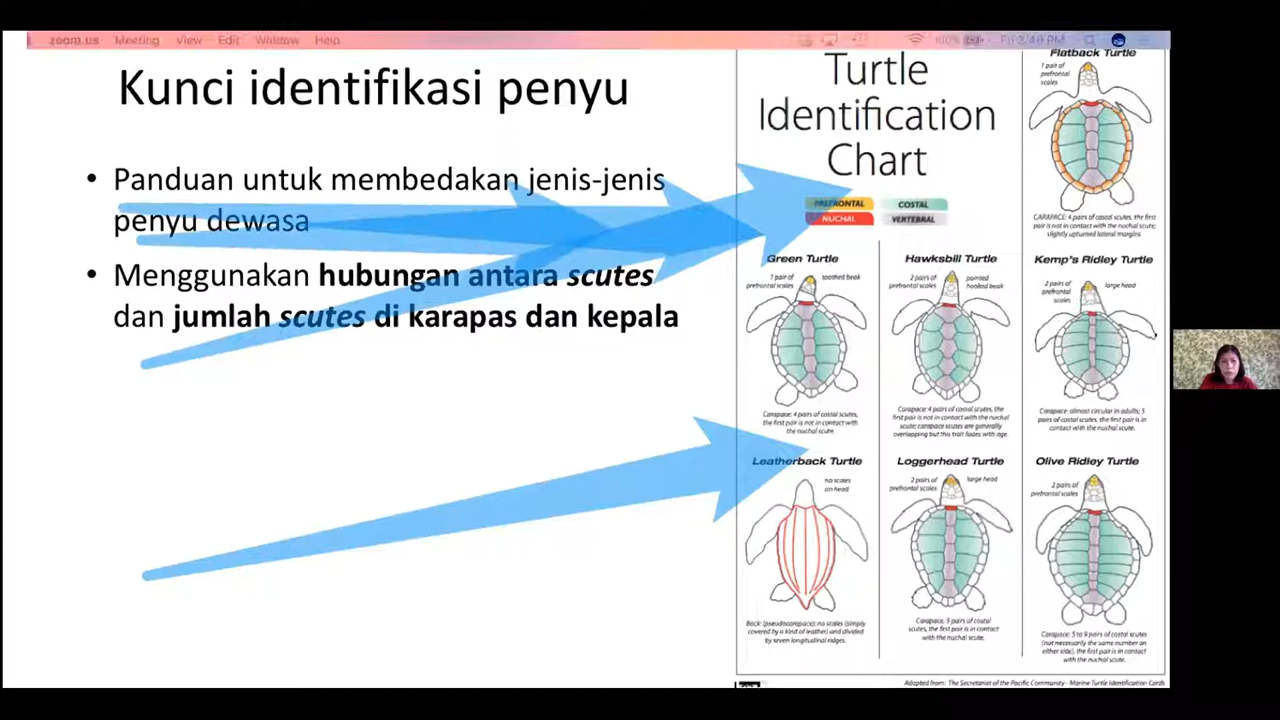 zoom.us Meeting View Edit Window Help 100%
Kunci identifikasi penyu
• Panduan untuk membedakan jenis-jenis
penyu dewasa
• Menggunakan hubungan antara scutes
dan jumlah scutes di karapas dan kepala
Turtle
Identification
Chart
PREFRONTAL COSTAL
NUCHAL VERTEBRAL
Flatback Turtle
1 pair of
prefrontal
scales
CARAPACE: 4 pairs of costal scutes, the first
pair is not in contact with the nuchal scute;
slightly upturned lateral margins.
Green Turtle
1 pair of
prefrontal scales
toothed beak
Carapace: 4 pairs of costal scutes,
the first pair is not in contact with
the nuchal scute.
Hawksbill Turtle
2 pairs of
prefrontal scales
pointed
hooked beak
Carapace: 4 pairs of costal scutes, the
first pair is not in contact with the nuchal
scute; carapace scutes are generally
overlapping but this trait fades with age.
Kemp's Ridley Turtle
2 pairs of
prefrontal
scales
large head
Carapace: almost circular in adults; 5
pairs of costal scutes, the first pair is in
contact with the nuchal scute.
Leatherback Turtle
no scales
on head
Back: (pseudocarapace): no scales (simply
covered by a kind of leather) and divided
by seven longitudinal ridges.
Loggerhead Turtle
2 pairs of
prefrontal scales
large head
Carapace: 5 pairs of costal
scutes, the first pair is in contact
with the nuchal scute.
Olive Ridley Turtle
2 pairs of
prefrontal scales
Carapace: 5 to 9 pairs of costal scutes
(not necessarily the same number on
either side), the first pair is in contact
with the nuchal scute.
Adapted from: The Secretariat of the Pacific Community - Marine Turtle Identification Cards